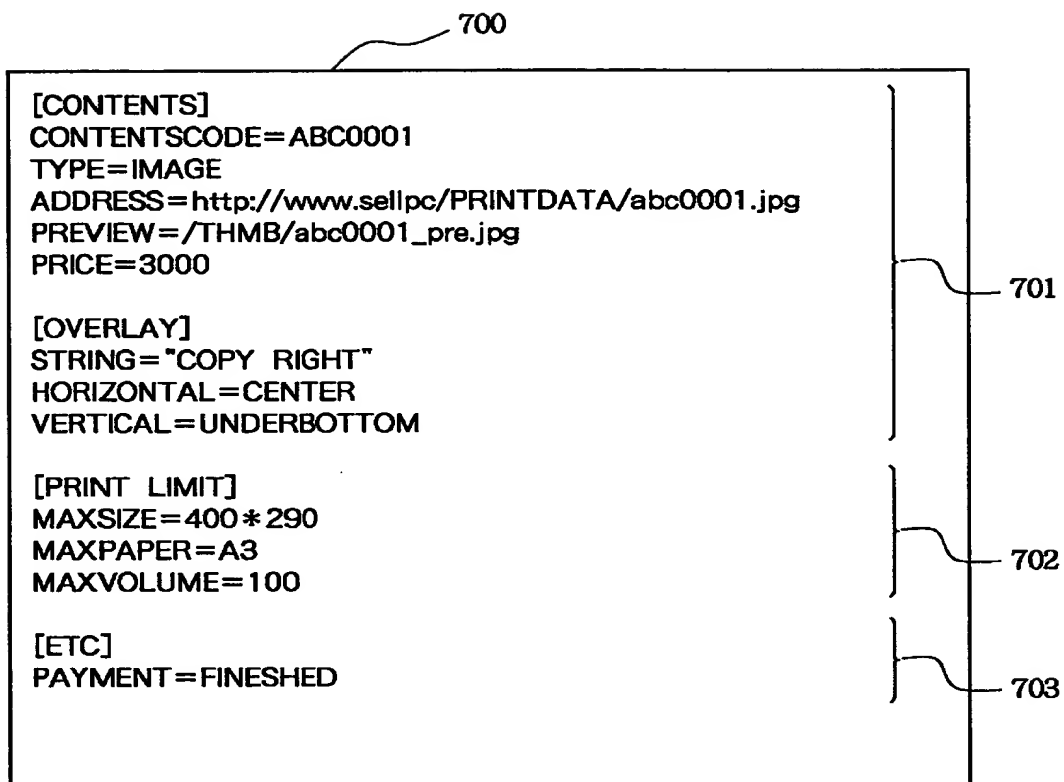 700
[CONTENTS]
CONTENTSCODE=ABC0001
TYPE=IMAGE
ADDRESS=http://www.sellpc/PRINTDATA/abc0001.jpg
PREVIEW=/THMB/abc0001_pre.jpg
PRICE=3000
701
[OVERLAY]
STRING="COPY RIGHT"
HORIZONTAL=CENTER
VERTICAL=UNDERBOTTOM
[PRINT LIMIT]
MAXSIZE=400*290
MAXPAPER=A3
702
MAXVOLUME=100
[ETC]
PAYMENT=FINESHED
703